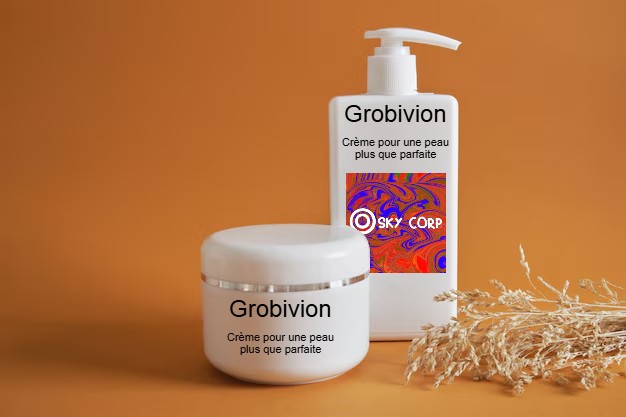 Grobivion
Crème pour une peau
plus que parfaite
SKY CORP
Grobivion
Crème pour une peau
plus que parfaite